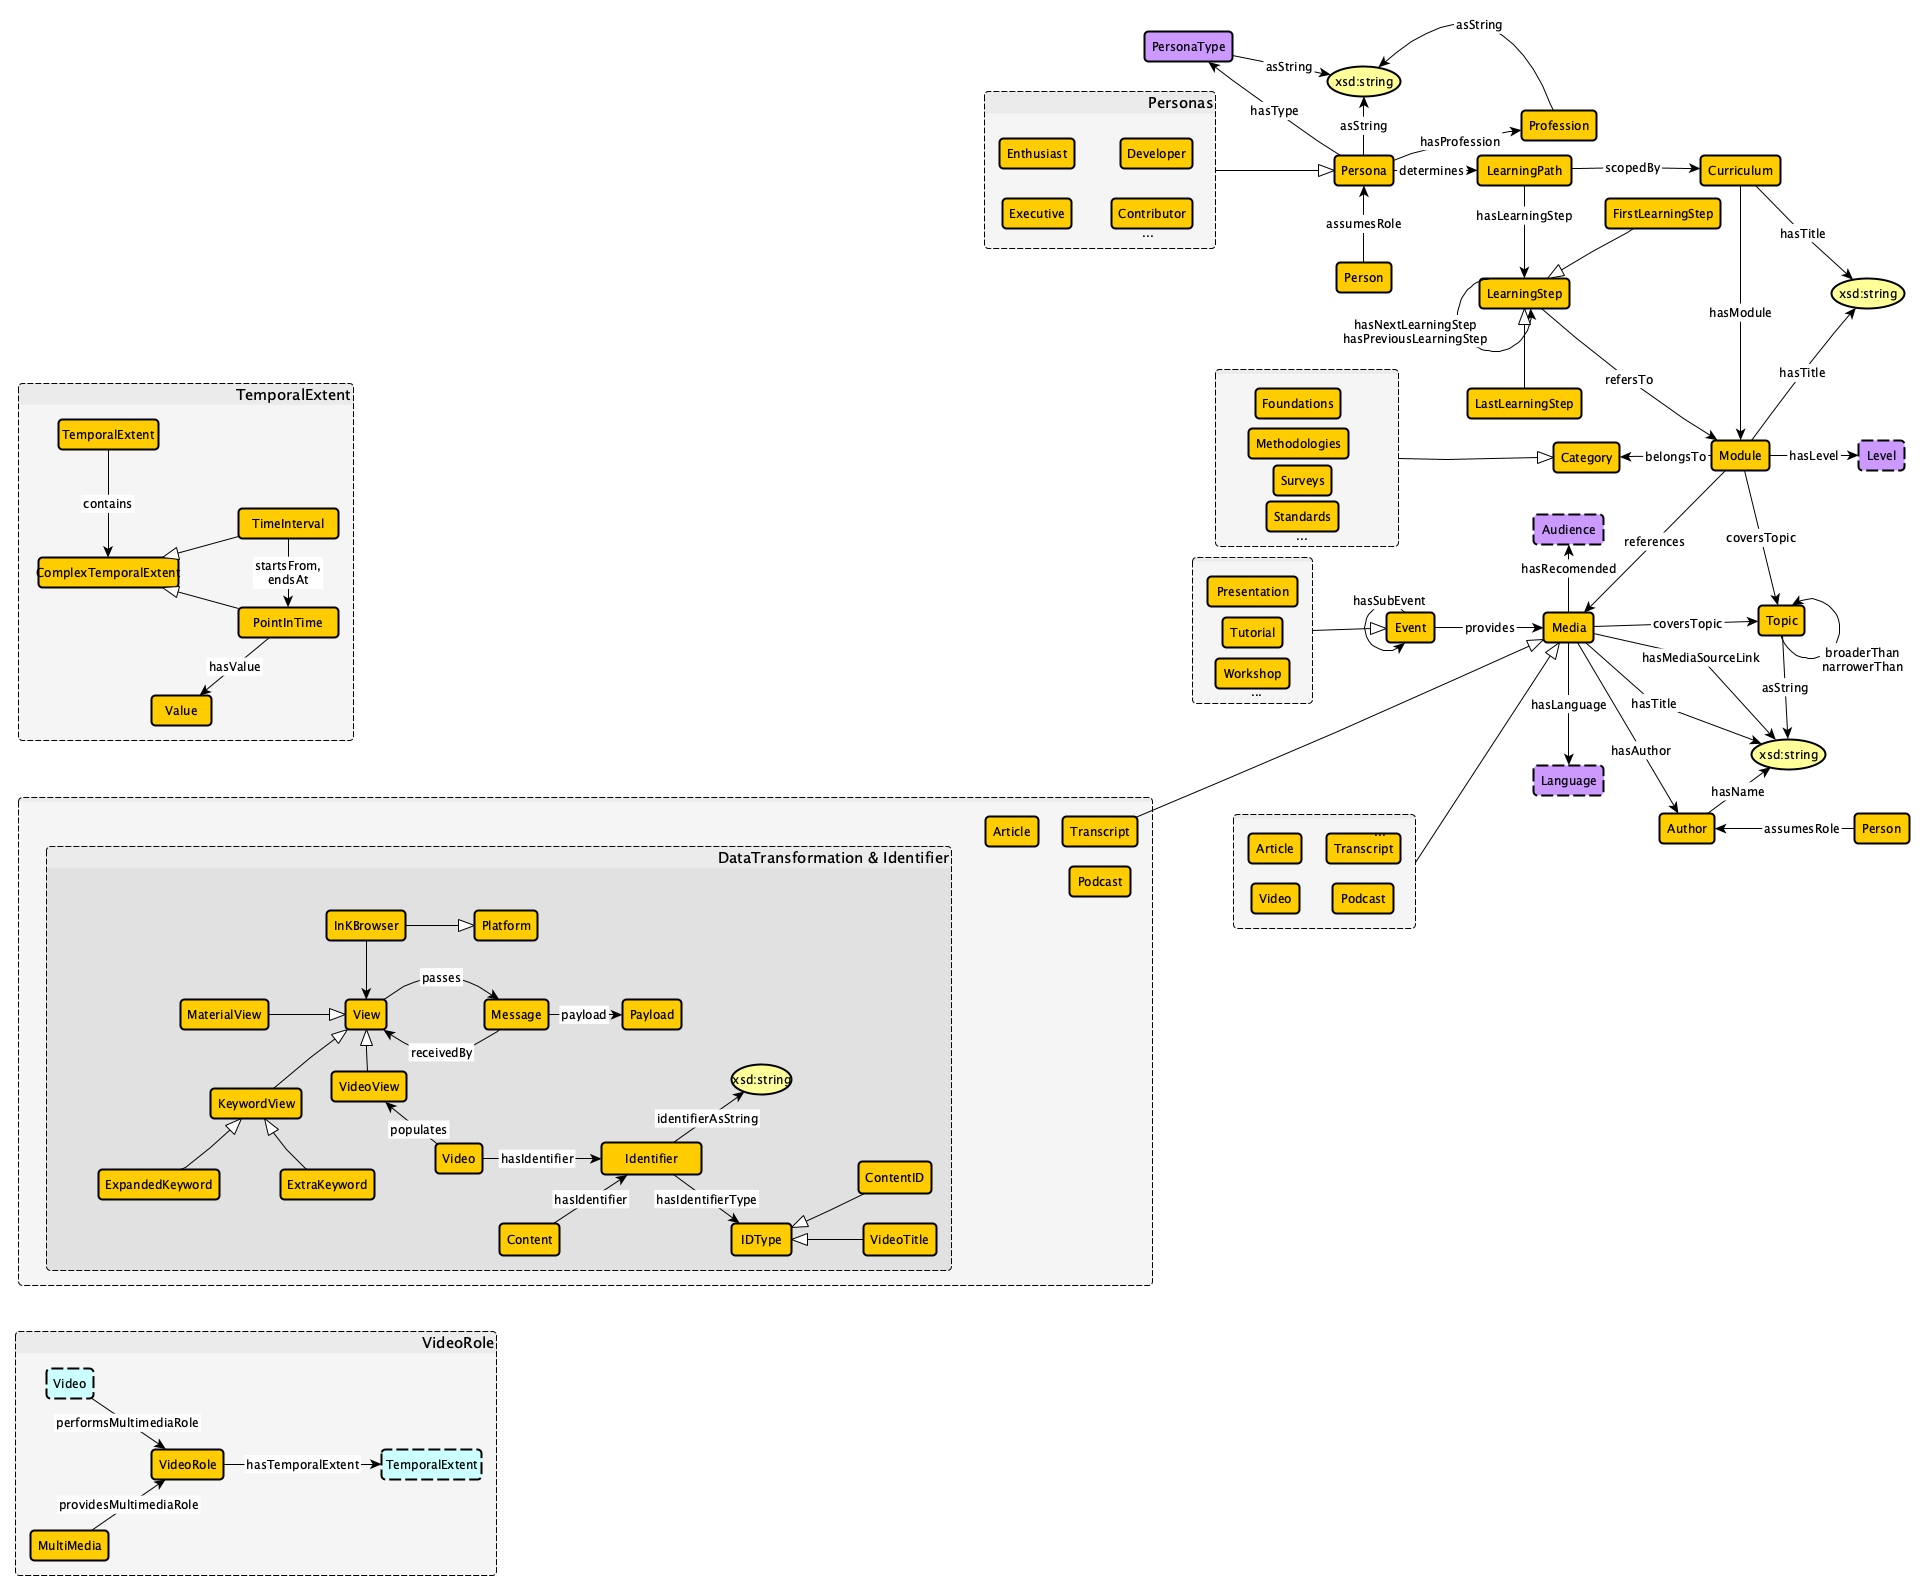 asString
PersonaType
asString
xsd:string
Personas
hasType
asString
Profession
Enthusiast
Developer
hasProfession
Persona
determines
LearningPath
scopedBy
Curriculum
Executive
Contributor
...
assumesRole
hasLearningStep
FirstLearningStep
hasTitle
Person
LearningStep
xsd:string
hasModule
hasNextLearningStep
hasPreviousLearningStep
hasTitle
refersTo
Foundations
LastLearningStep
Methodologies
Category
belongsTo
Module
hasLevel
Level
Surveys
Standards
...
Audience
references
coversTopic
hasRecomended
Presentation
hasSubEvent
Tutorial
Event
provides
Media
coversTopic
Topic
broaderThan
narrowerThan
hasMediaSourceLink
Workshop
...
asString
hasLanguage
hasTitle
hasAuthor
xsd:string
Language
hasName
Author
assumesRole
Person
...
Article
Transcript
Video
Podcast
TemporalExtent
TemporalExtent
contains
TimeInterval
startsFrom,
endsAt
ComplexTemporalExtent
PointInTime
hasValue
Value
Article
Transcript
Podcast
DataTransformation & Identifier
InKBrowser
Platform
passes
MaterialView
View
Message
payload
Payload
receivedBy
VideoView
xsd:string
KeywordView
identifierAsString
populates
Video
hasIdentifier
Identifier
ExpandedKeyword
ExtraKeyword
hasIdentifier
hasIdentifierType
ContentID
Content
IDType
VideoTitle
VideoRole
Video
performsMultimediaRole
VideoRole
hasTemporalExtent
TemporalExtent
providesMultimediaRole
MultiMedia